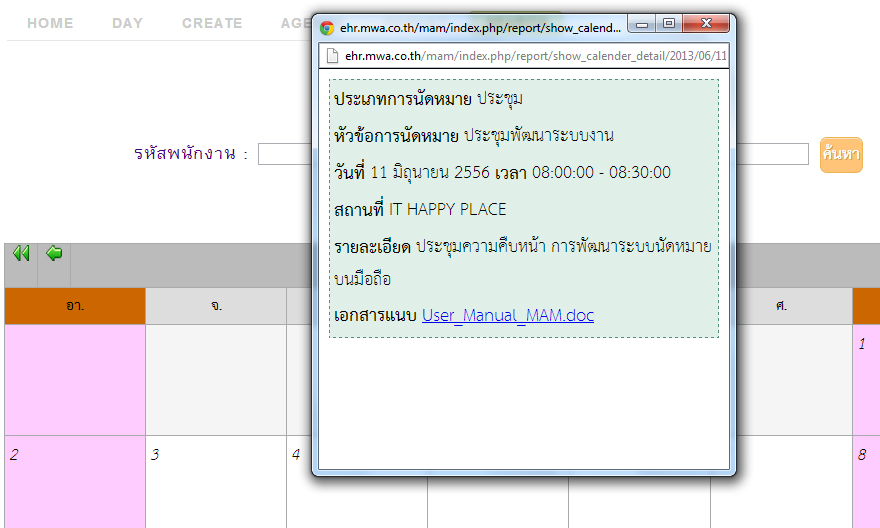 HOME DAY CREATE
ehr.mwa.co.th/mam/index.php/report/show_calend...
ehr.mwa.co.th/mam/index.php/report/show_calender_detail/2013/06/11
ประเภทการนัดหมาย ประชุม
หัวข้อการนัดหมาย ประชุมพัฒนาระบบงาน
วันที่ 11 มิถุนายน 2556 เวลา 08:00:00 - 08:30:00
สถานที่ IT HAPPY PLACE
รายละเอียด ประชุมความคืบหน้า การพัฒนาระบบนัดหมาย
บนมือถือ
เอกสารแนบ User_Manual_MAM.doc
รหัสพนักงาน :
ค้นหา
อา. จ. ศ.
1
2 3 4 8